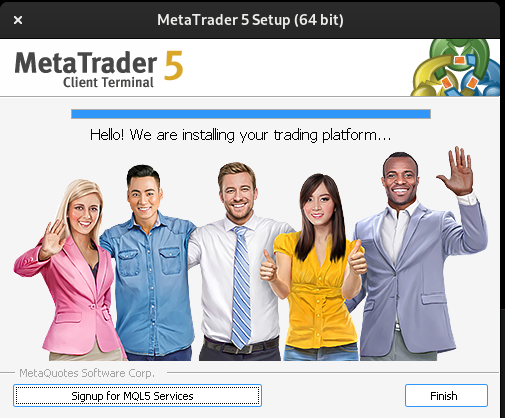 MetaTrader 5 Setup (64 bit)
MetaTrader 5
Client Terminal
Hello! We are installing your trading platform...
MetaQuotes Software Corp.
Signup for MQL5 Services
Finish